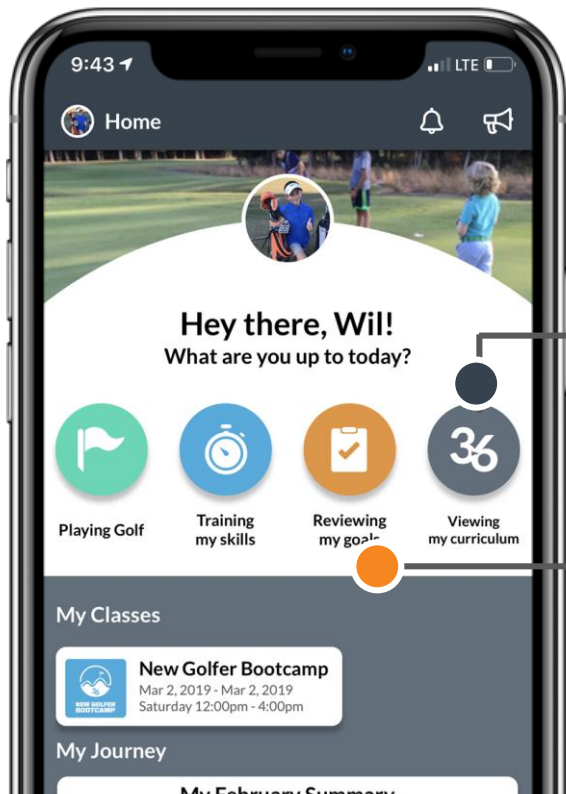 9:43
LTE
Home
Hey there, Wil!
What are you up to today?
Playing Golf
Training
my skills
Reviewing
my goals
36
Viewing
my curriculum
My Classes
36
NEW GOLFER
BOOTCAMP
New Golfer Bootcamp
Mar 2, 2019 - Mar 2, 2019
Saturday 12:00pm - 4:00pm
My Journey
My February Summary